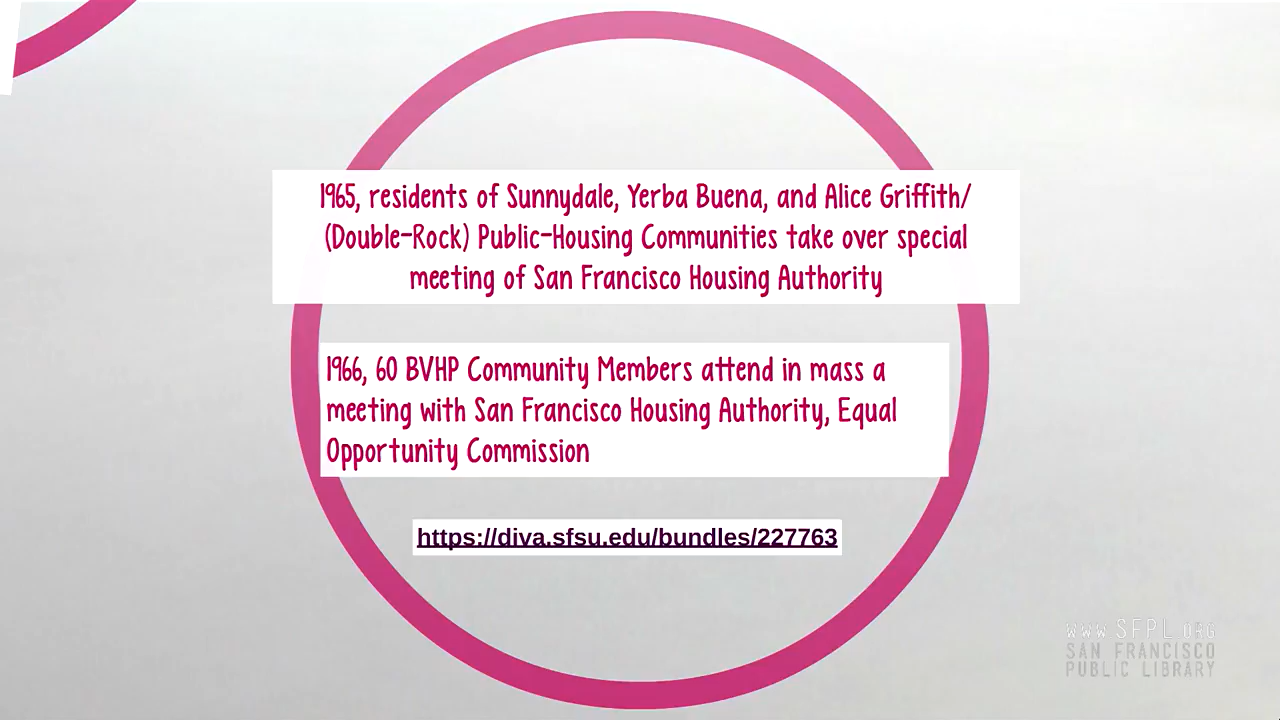 1965, residents of Sunnydale, Yerba Buena, and Alice Griffith/
(Double-Rock) Public-Housing Communities take over special
meeting of San Francisco Housing Authority
1966, 60 BVHP Community Members attend in mass a
meeting with San Francisco Housing Authority, Equal
Opportunity Commission
https://diva.sfsu.edu/bundles/227763
www.SFPL.ORG
SAN FRANCISCO
PUBLIC LIBRARY